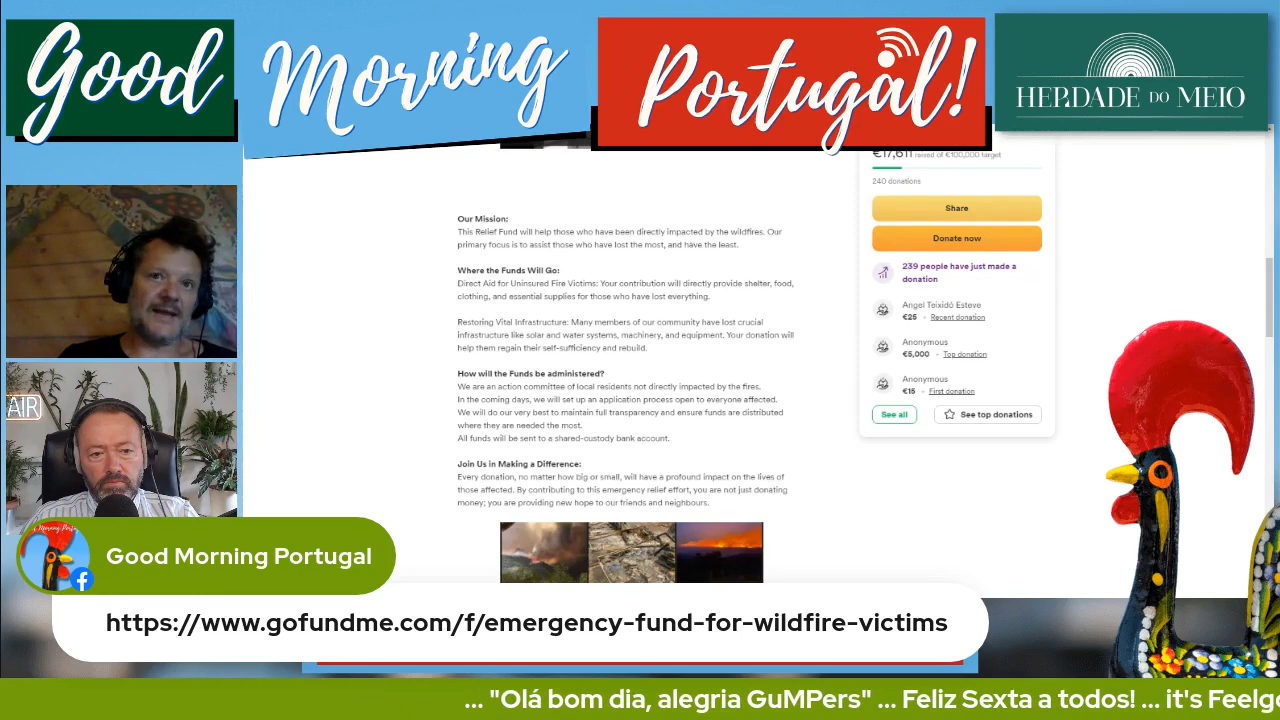 Good Morning Portugal!
HERDADE DO MEIO
€17,611 raised of €100,000 target
240 donations
Share
Donate now
239 people have just made a
donation
Angel Teixidó Esteve
€25 • Recent donation
Anonymous
€5,000 • Top donation
Anonymous
€15 • First donation
See all
See top donations
Our Mission:
This Relief Fund will help those who have been directly impacted by the wildfires. Our
primary focus is to assist those who have lost the most, and have the least.
Where the Funds Will Go:
Direct Aid for Uninsured Fire Victims: Your contribution will directly provide shelter, food,
clothing, and essential supplies for those who have lost everything.
Restoring Vital Infrastructure: Many members of our community have lost crucial
infrastructure like solar and water systems, machinery, and equipment. Your donation will
help them regain their self-sufficiency and rebuild.
How will the Funds be administered?
We are an action committee of local residents not directly impacted by the fires.
In the coming days, we will set up an application process open to everyone affected.
We will do our very best to maintain full transparency and ensure funds are distributed
where they are needed the most.
All funds will be sent to a shared-custody bank account.
Join Us in Making a Difference:
Every donation, no matter how big or small, will have a profound impact on the lives of
those affected. By contributing to this emergency relief effort, you are not just donating
money; you are providing new hope to our friends and neighbours.
AIR
Good Morning Portugal
https://www.gofundme.com/f/emergency-fund-for-wildfire-victims
... "Olá bom dia, alegria GuMPers" ... Feliz Sexta a todos! ... it's Feelgo